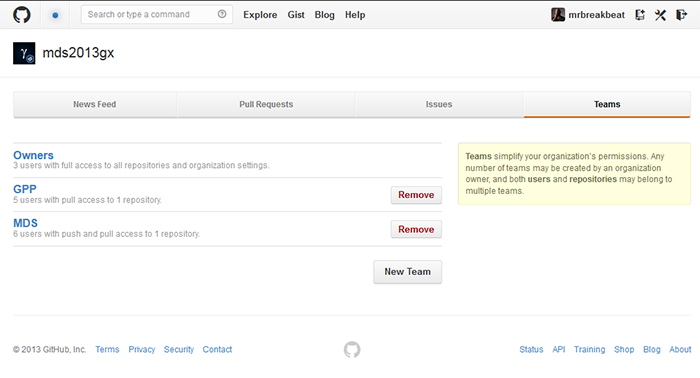 Search or type a command
Explore Gist Blog Help
mrbreakbeat
γ
mds2013gx
News Feed Pull Requests Issues Teams
Owners
3 users with full access to all repositories and organization settings.
GPP
5 users with pull access to 1 repository.
Remove
MDS
6 users with push and pull access to 1 repository.
Remove
New Team
Teams simplify your organization's permissions. Any
number of teams may be created by an organization
owner, and both users and repositories may belong to
multiple teams.
© 2013 GitHub, Inc. Terms Privacy Security Contact
Status API Training Shop Blog About